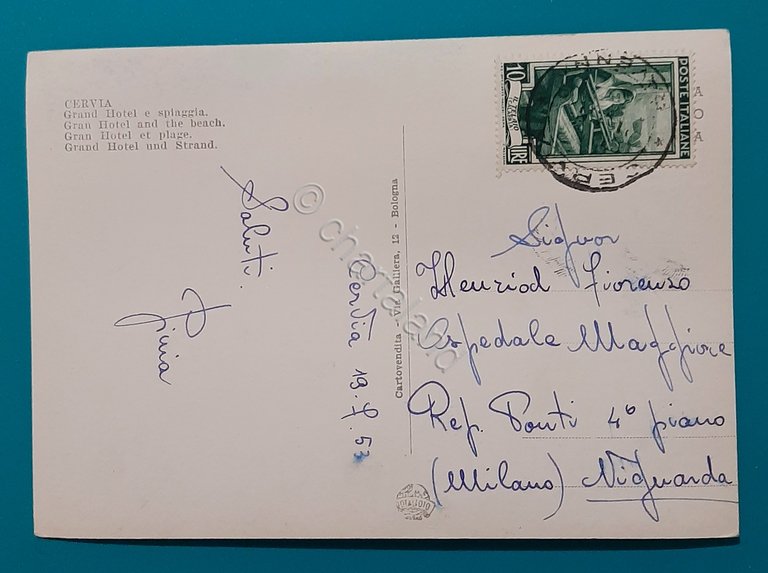 CERVIA
Grand Hotel e spiaggia.
Gran Hotel and the beach.
Gran Hotel et plage.
Grand Hotel und Strand.
POSTE ITALIANE
10
LIRE
CERVIA
Saluti.
Cervia 19.7.53
Cartovendita - Via Galliera, 12 - Bologna
Signor
Henriod Fiorenzo
Ospedale Maggiore
Rep. Ponti 4° piano
(Milano) Niguarda
© chartaland